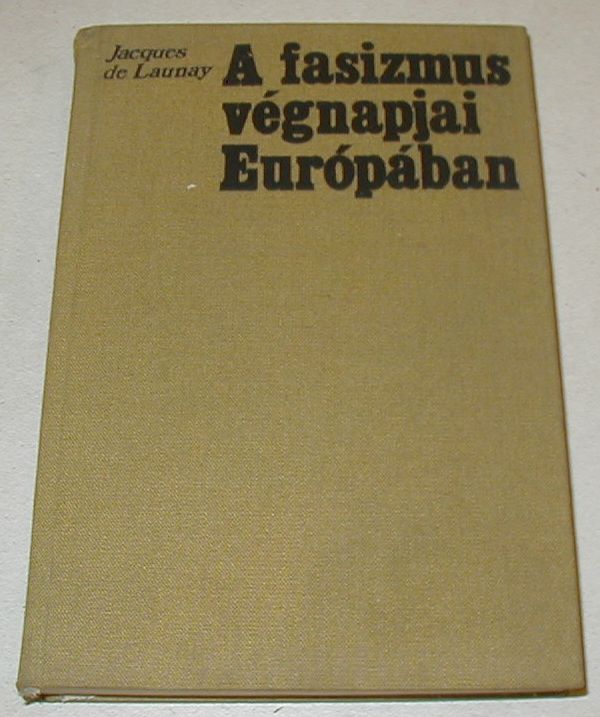 Jacques
de Launay
A fasizmus
végnapjai
Európában